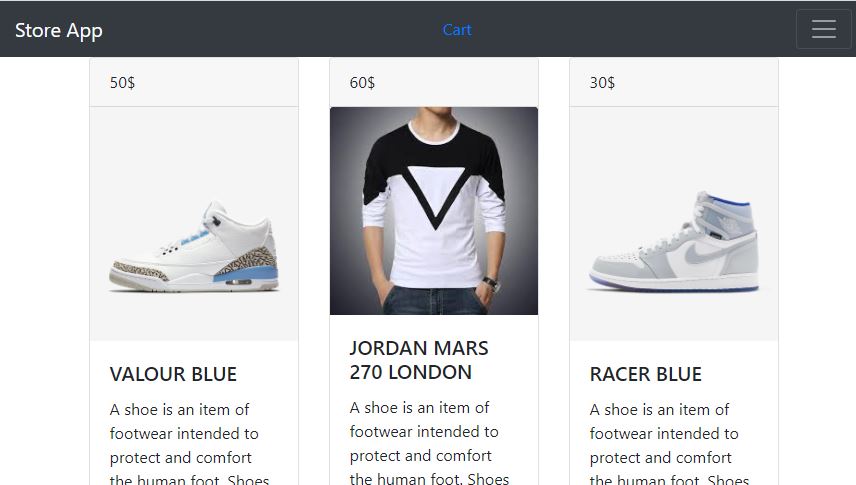 Store App
Cart
50$
60$
30$
VALOUR BLUE
A shoe is an item of
footwear intended to
protect and comfort
the human foot. Shoes
JORDAN MARS
270 LONDON
A shoe is an item of
footwear intended to
protect and comfort
the human foot. Shoes
RACER BLUE
A shoe is an item of
footwear intended to
protect and comfort
the human foot. Shoes